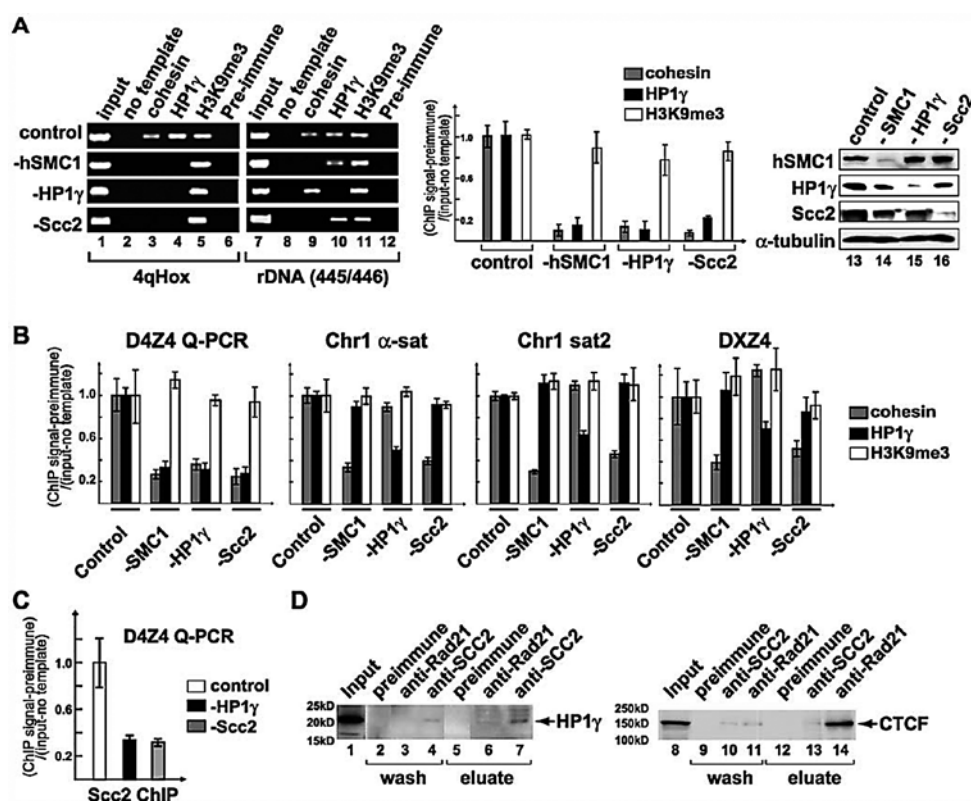 A
input
no template
cohesin
HP1γ
H3K9me3
Pre-immune
input
no template
cohesin
HP1γ
H3K9me3
Pre-immune
control
-hSMC1
-HP1γ
-Scc2
1 2 3 4 5 6 7 8 9 10 11 12
4qHox rDNA (445/446)
cohesin
HP1γ
H3K9me3
(ChIP signal-preimmune)
/(input-no template)
1.0
0.6
0.2
control -hSMC1 -HP1γ -Scc2
control
- SMC1
- HP1γ
- Scc2
hSMC1
HP1γ
Scc2
α-tubulin
13 14 15 16
B
D4Z4 Q-PCR Chr1 α-sat Chr1 sat2 DXZ4
(ChIP signal-preimmune)
/(input-no template)
1.0
0.6
0.2
cohesin
HP1γ
H3K9me3
Control
-SMC1
-HP1γ
-Scc2
Control
-SMC1
-HP1γ
-Scc2
Control
-SMC1
-HP1γ
-Scc2
Control
-SMC1
-HP1γ
-Scc2
C
D4Z4 Q-PCR
(ChIP signal-preimmune)
/(input-no template)
1.0
0.6
0.2
control
-HP1γ
-Scc2
Scc2 ChIP
D
Input
preimmune
anti-Rad21
anti-SCC2
preimmune
anti-Rad21
anti-SCC2
25kD
20kD
15kD
HP1γ
1 2 3 4 5 6 7
wash eluate
Input
preimmune
anti-SCC2
anti-Rad21
preimmune
anti-SCC2
anti-Rad21
250kD
150kD
100kD
CTCF
8 9 10 11 12 13 14
wash eluate